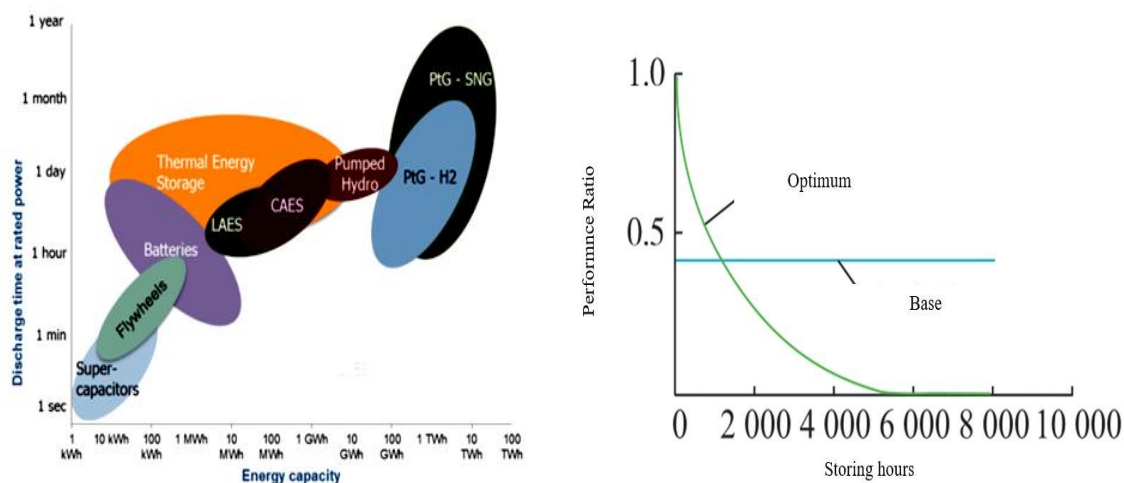 1 year
1 month
1 day
1 hour
1 min
1 sec
Discharge time at rated power
PtG - SNG
Thermal Energy
Storage
Pumped
Hydro
PtG - H2
CAES
LAES
Batteries
Flywheels
Super-
capacitors
1
kWh
10 kWh
100
kWh
1 MWh
10
MWh
100
MWh
1 GWh
10
GWh
100
GWh
1 TWh
10
TWh
100
TWh
Energy capacity
1.0
0.5
Performnce Ratio
Optimum
Base
0 2 000 4 000 6 000 8 000 10 000
Storing hours